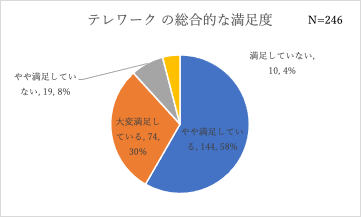 テレワーク の総合的な満足度
N=246
満足していない,
10, 4%
やや満足してい
ない, 19, 8%
大変満足し
ている, 74,
30%
やや満足してい
る, 144, 58%